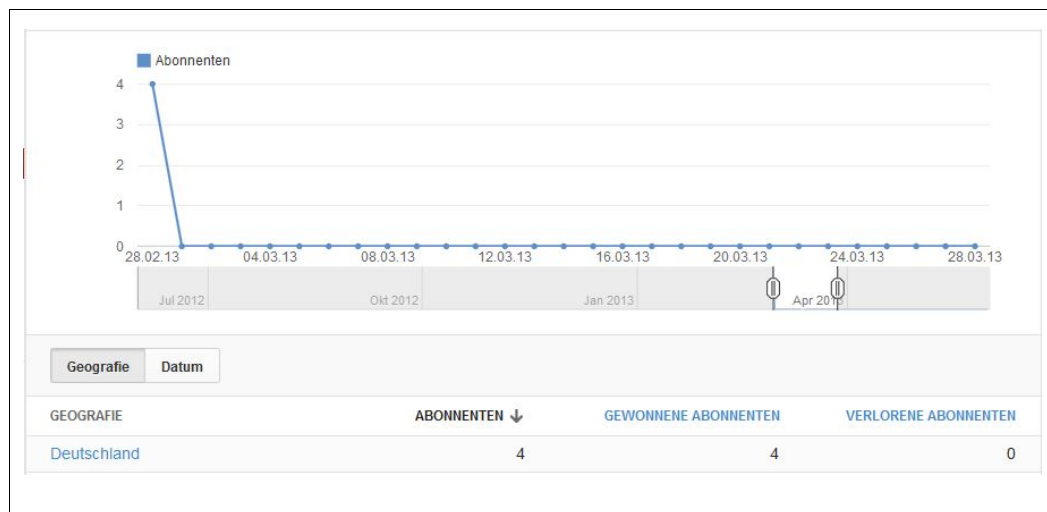 Abonnenten
4
3
2
1
0
28.02.13 04.03.13 08.03.13 12.03.13 16.03.13 20.03.13 24.03.13 28.03.13
Jul 2012 Okt 2012 Jan 2013 Apr 2013
Geografie Datum
GEOGRAFIE ABONNENTEN GEWONNENE ABONNENTEN VERLORENE ABONNENTEN
Deutschland 4 4 0